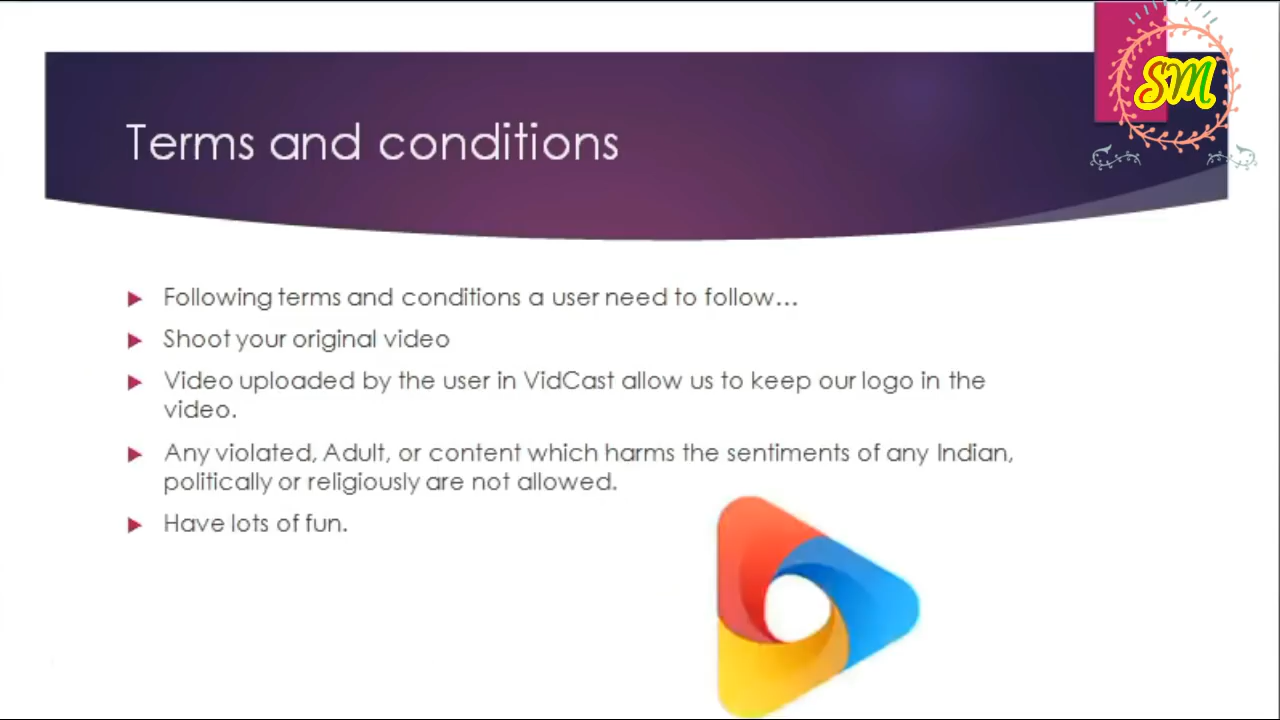 SM
Terms and conditions
Following terms and conditions a user need to follow...
Shoot your original video
Video uploaded by the user in VidCast allow us to keep our logo in the
video.
Any violated, Adult, or content which harms the sentiments of any Indian,
politically or religiously are not allowed.
Have lots of fun.